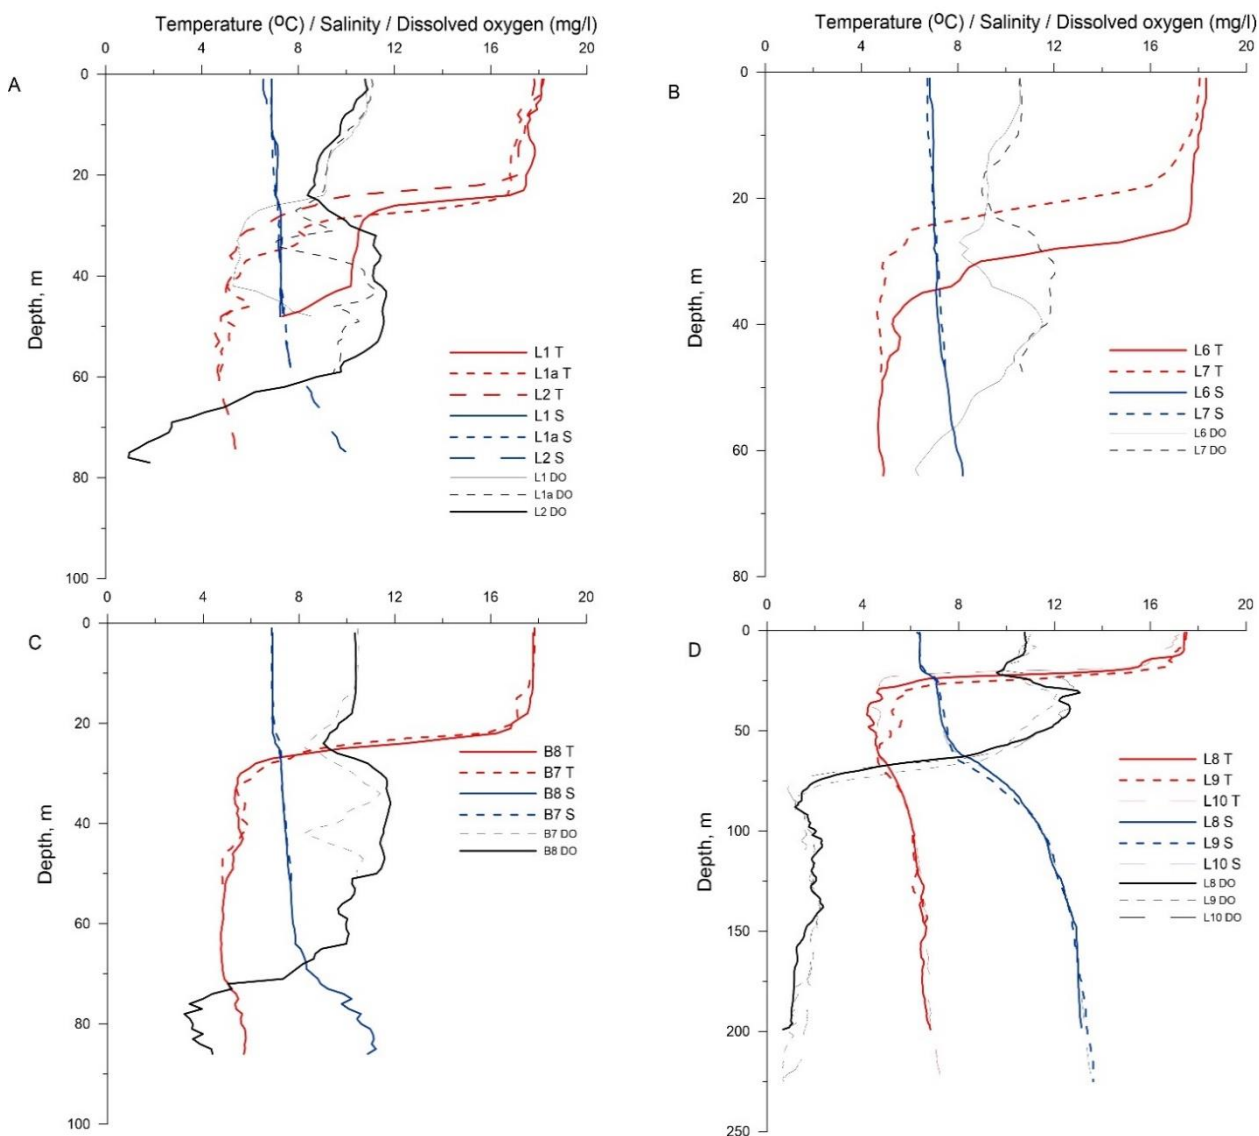 Temperature (ºC) / Salinity / Dissolved oxygen (mg/l)
0 4 8 12 16 20
A
0
20
40
60
80
100
Depth, m
L1 T
L1a T
L2 T
L1 S
L1a S
L2 S
L1 DO
L1a DO
L2 DO
Temperature (ºC) / Salinity / Dissolved oxygen (mg/l)
0 4 8 12 16 20
B
0
20
40
60
80
Depth, m
L6 T
L7 T
L6 S
L7 S
L6 DO
L7 DO
0 4 8 12 16 20
C
0
20
40
60
80
100
Depth, m
B8 T
B7 T
B8 S
B7 S
B7 DO
B8 DO
0 4 8 12 16 20
D
0
50
100
150
200
250
Depth, m
L8 T
L9 T
L10 T
L8 S
L9 S
L10 S
L8 DO
L9 DO
L10 DO